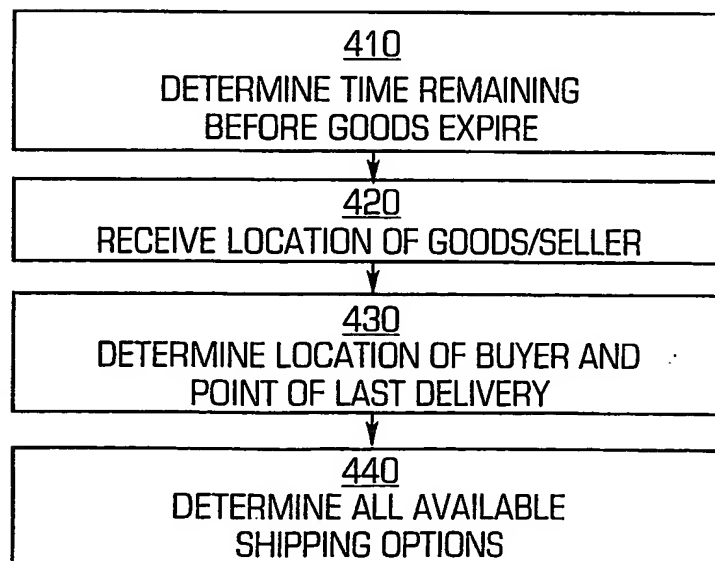 410
DETERMINE TIME REMAINING
BEFORE GOODS EXPIRE
420
RECEIVE LOCATION OF GOODS/SELLER
430
DETERMINE LOCATION OF BUYER AND
POINT OF LAST DELIVERY
440
DETERMINE ALL AVAILABLE
SHIPPING OPTIONS